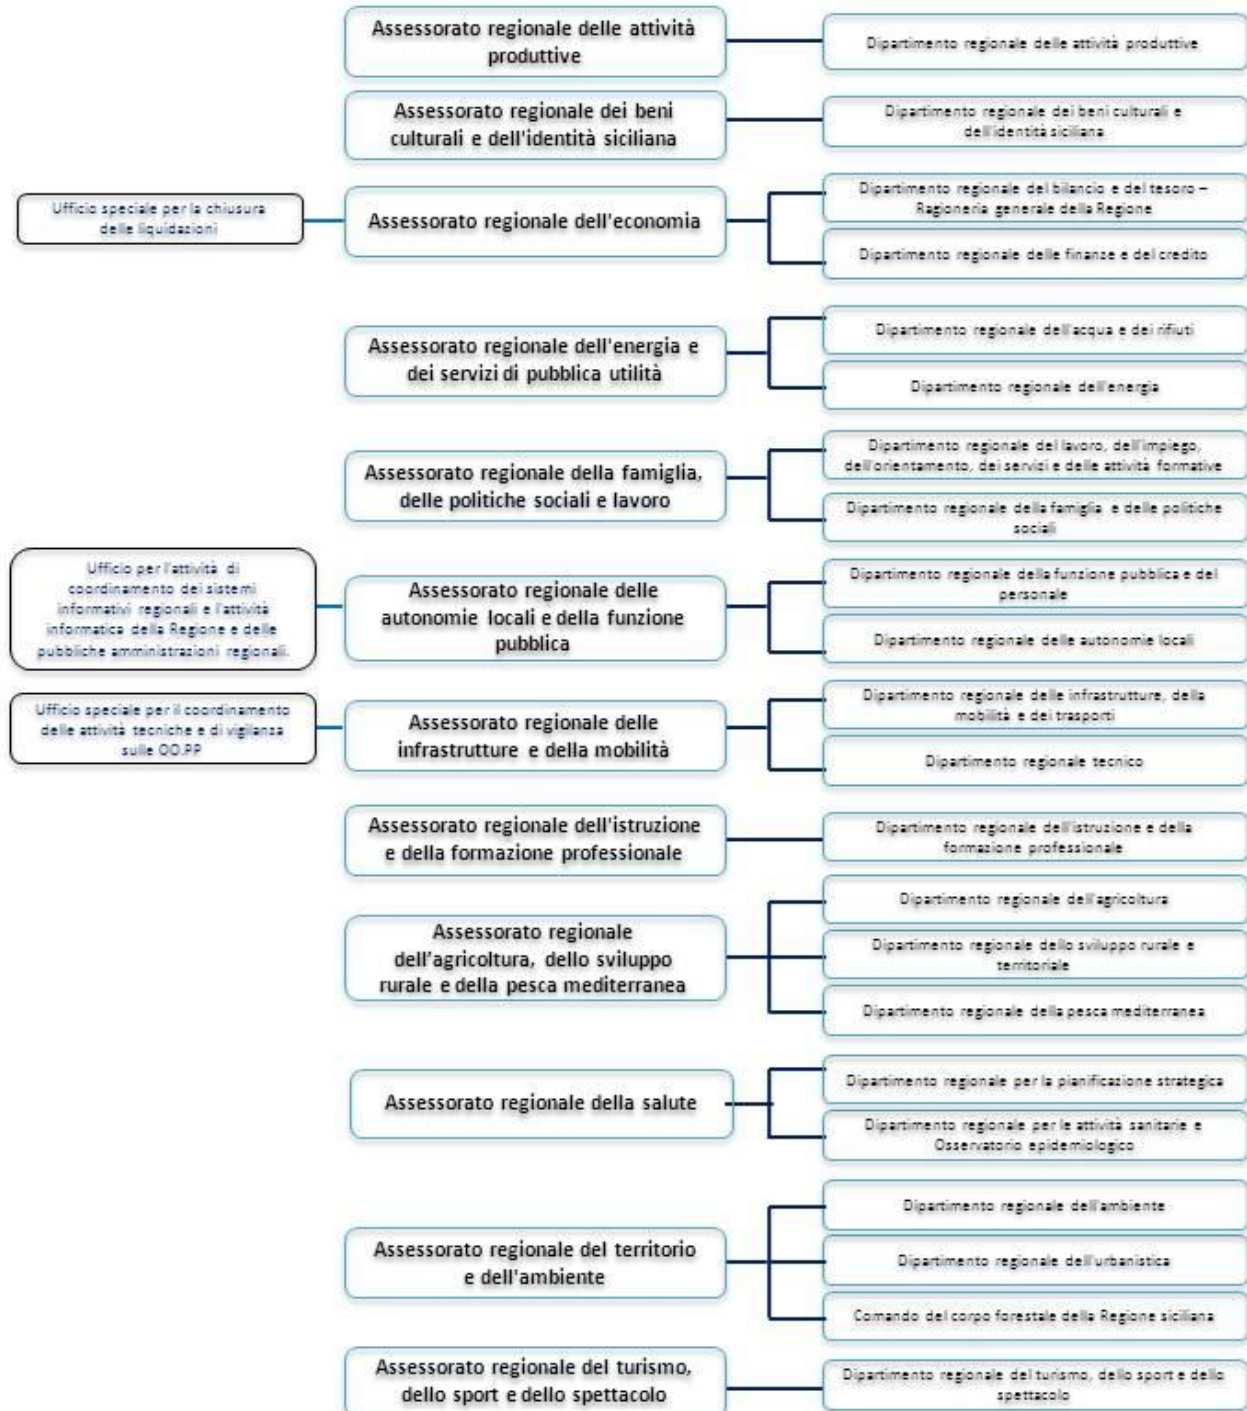 Assessorato regionale delle attività
produttive
Dipartimento regionale delle attività produttive
Assessorato regionale dei beni
culturali e dell'identità siciliana
Dipartimento regionale dei beni culturali e
dell'identità siciliana
Ufficio speciale per la chiusura
delle liquidazioni
Assessorato regionale dell'economia
Dipartimento regionale del bilancio e del tesoro –
Ragioneria generale della Regione
Dipartimento regionale delle finanze e del credito
Assessorato regionale dell'energia e
dei servizi di pubblica utilità
Dipartimento regionale dell'acqua e dei rifiuti
Dipartimento regionale dell'energia
Assessorato regionale della famiglia,
delle politiche sociali e lavoro
Dipartimento regionale del lavoro, dell'impiego,
dell'orientamento, dei servizi e delle attività formative
Dipartimento regionale della famiglia e delle politiche
sociali
Ufficio per l'attività di
coordinamento dei sistemi
informativi regionali e l'attività
informatica della Regione e delle
pubbliche amministrazioni regionali.
Assessorato regionale delle
autonomie locali e della funzione
pubblica
Dipartimento regionale della funzione pubblica e del
personale
Dipartimento regionale delle autonomie locali
Ufficio speciale per il coordinamento
delle attività tecniche e di vigilanza
sulle OO.PP
Assessorato regionale delle
infrastrutture e della mobilità
Dipartimento regionale delle infrastrutture, della
mobilità e dei trasporti
Dipartimento regionale tecnico
Assessorato regionale dell'istruzione
e della formazione professionale
Dipartimento regionale dell'istruzione e della
formazione professionale
Assessorato regionale
dell'agricoltura, dello sviluppo
rurale e della pesca mediterranea
Dipartimento regionale dell'agricoltura
Dipartimento regionale dello sviluppo rurale e
territoriale
Dipartimento regionale della pesca mediterranea
Assessorato regionale della salute
Dipartimento regionale per la pianificazione strategica
Dipartimento regionale per le attività sanitarie e
Osservatorio epidemiologico
Assessorato regionale del territorio
e dell'ambiente
Dipartimento regionale dell'ambiente
Dipartimento regionale dell'urbanistica
Comando del corpo forestale della Regione siciliana
Assessorato regionale del turismo,
dello sport e dello spettacolo
Dipartimento regionale del turismo, dello sport e dello
spettacolo